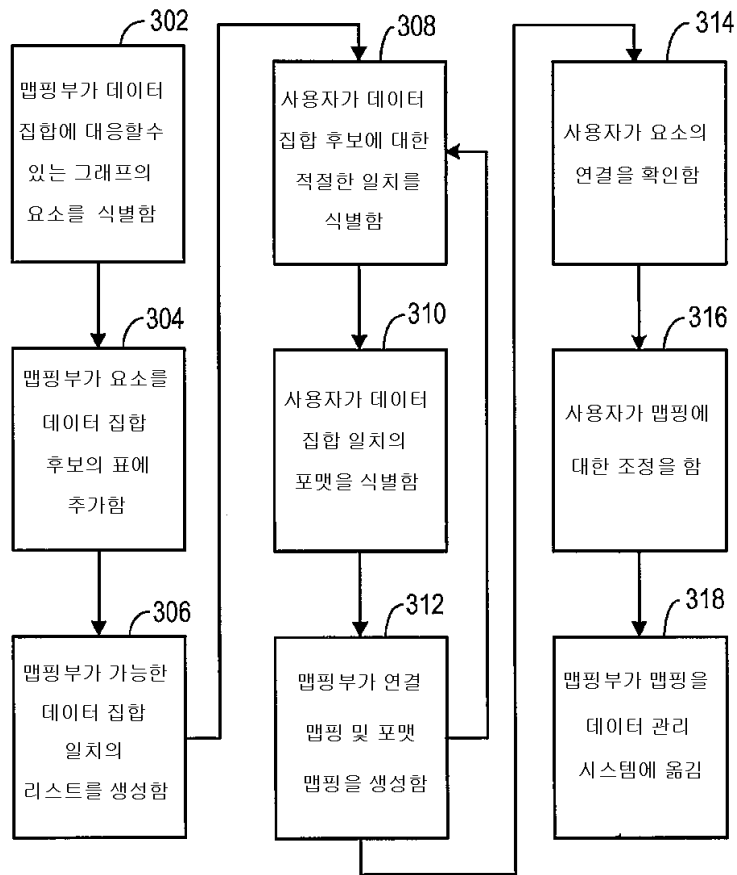 302
맵핑부가 데이터
집합에 대응할수
있는 그래프의
요소를 식별함
304
맵핑부가 요소를
데이터 집합
후보의 표에
추가함
306
맵핑부가 가능한
데이터 집합
일치의
리스트를 생성함
308
사용자가 데이터
집합 후보에 대한
적절한 일치를
식별함
310
사용자가 데이터
집합 일치의
포맷을 식별함
312
맵핑부가 연결
맵핑 및 포맷
맵핑을 생성함
314
사용자가 요소의
연결을 확인함
316
사용자가 맵핑에
대한 조정을 함
318
맵핑부가 맵핑을
데이터 관리
시스템에 옮김